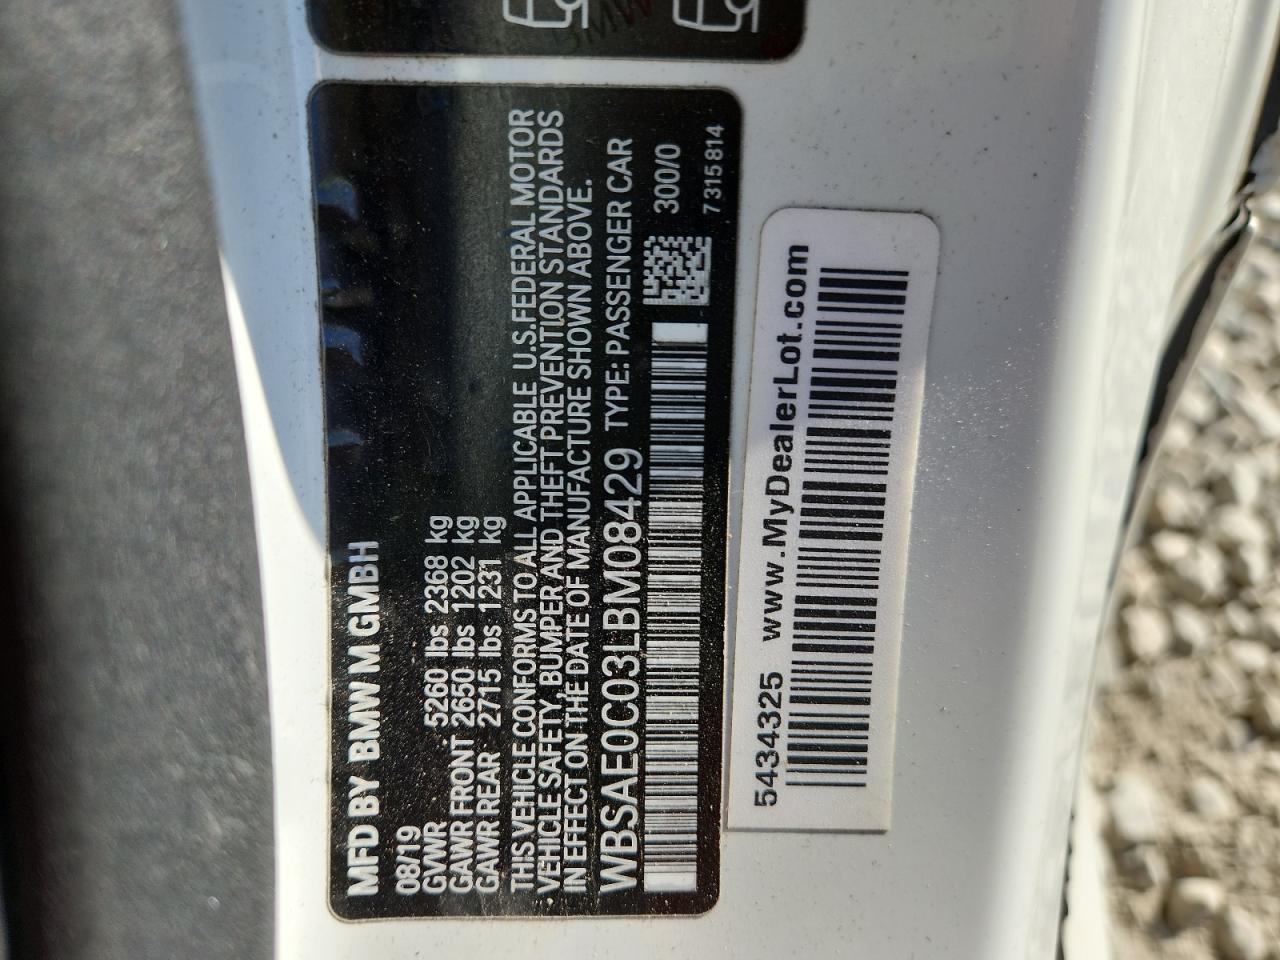 BMW
MFD BY BMW M GMBH
08/19
GVWR 5260 lbs 2368 kg
GAWR FRONT 2650 lbs 1202 kg
GAWR REAR 2715 lbs 1231 kg
THIS VEHICLE CONFORMS TO ALL APPLICABLE U.S.FEDERAL MOTOR
VEHICLE SAFETY, BUMPER AND THEFT PREVENTION STANDARDS
IN EFFECT ON THE DATE OF MANUFACTURE SHOWN ABOVE.
WBSAE0C03LBM08429 TYPE: PASSENGER CAR
300/0
7 315 814
5434325 www.MyDealerLot.com